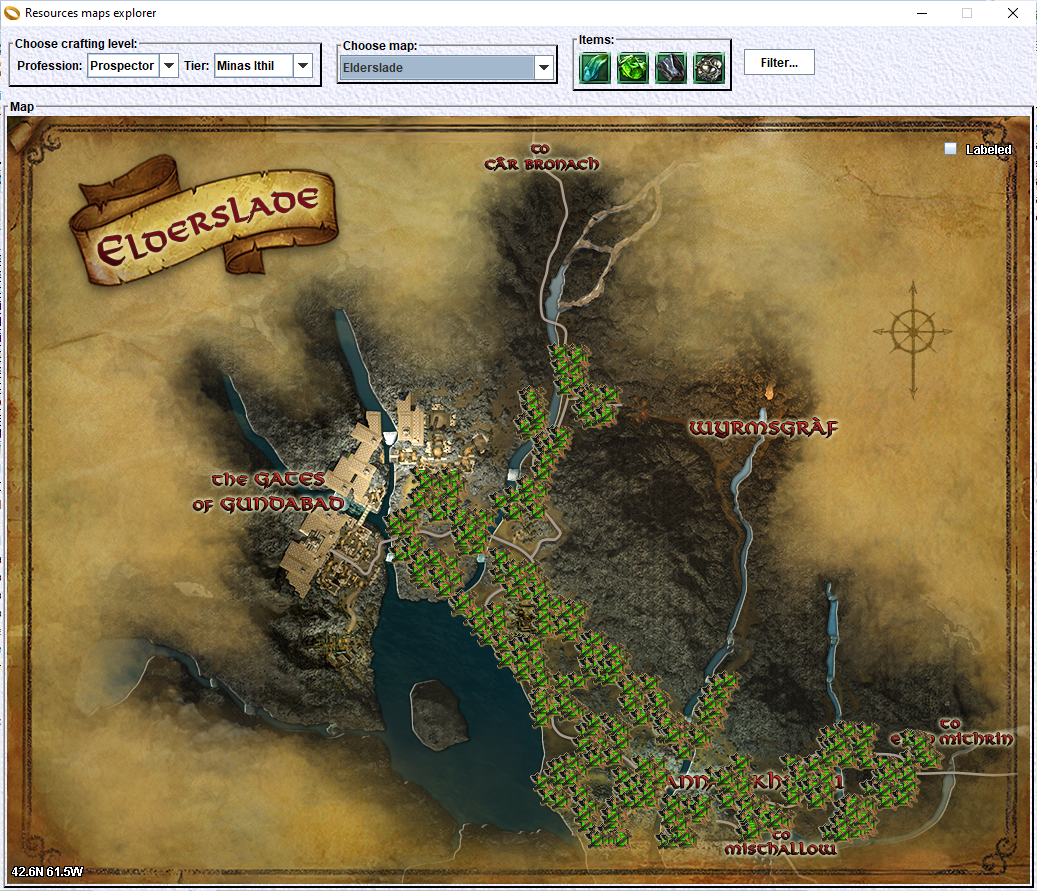 Resources maps explorer
Choose crafting level:
Profession: Prospector Tier: Minas Ithil
Choose map:
Elderslade
Items:
Filter...
Map
Labeled
to
CÂR BRONACH
Elderslade
WYRMSGRÂF
the GATES
of GUNDABAD
to
MITHRIN
to
MISTHALLOW
42.6N 61.5W